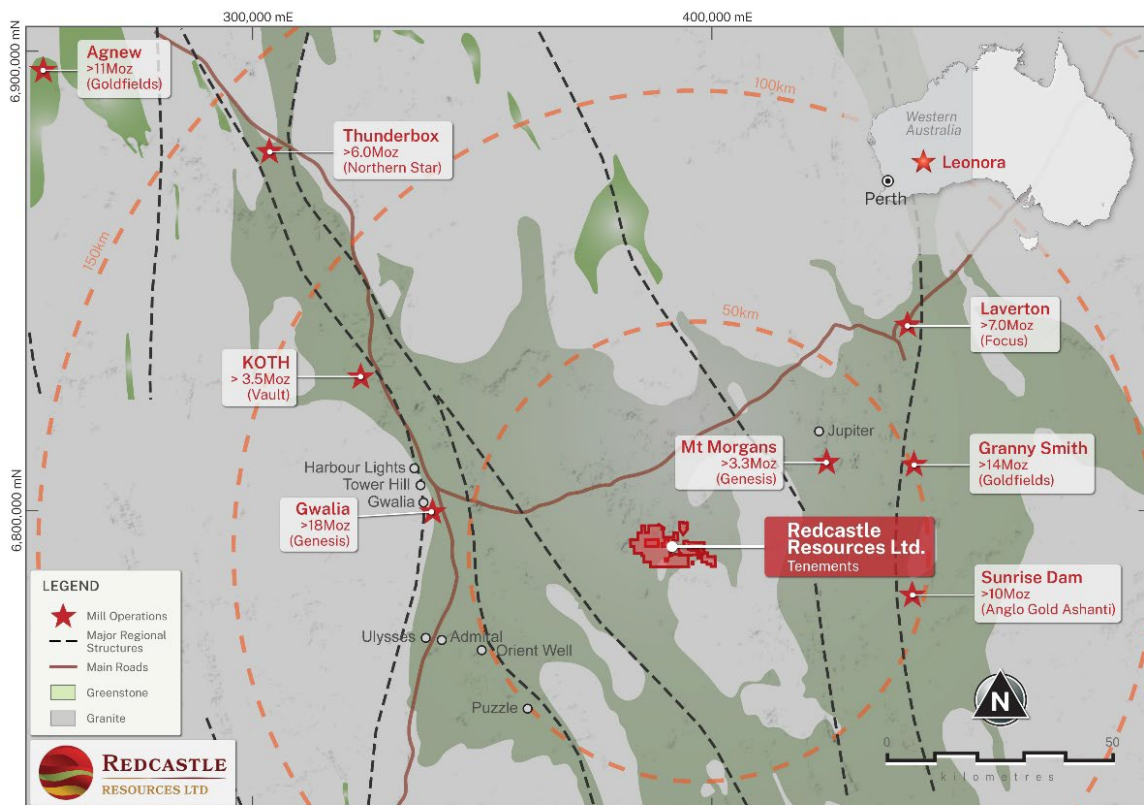 300,000 mE
400,000 mE
6,900,000 mN
6,800,000 mN
Agnew
>11Moz
(Goldfields)
Thunderbox
>6.0Moz
(Northern Star)
100km
150km
50km
Western
Australia
Leonora
Perth
Laverton
>7.0Moz
(Focus)
KOTH
> 3.5Moz
(Vault)
Jupiter
Mt Morgans
>3.3Moz
(Genesis)
Granny Smith
>14Moz
(Goldfields)
Harbour Lights
Tower Hill
Gwalia
Gwalia
>18Moz
(Genesis)
Redcastle
Resources Ltd.
Tenements
Sunrise Dam
>10Moz
(Anglo Gold Ashanti)
Ulysses
Admiral
Orient Well
Puzzle
LEGEND
Mill Operations
Major Regional
Structures
Main Roads
Greenstone
Granite
REDCASTLE
RESOURCES LTD
N
0
50
kilometres